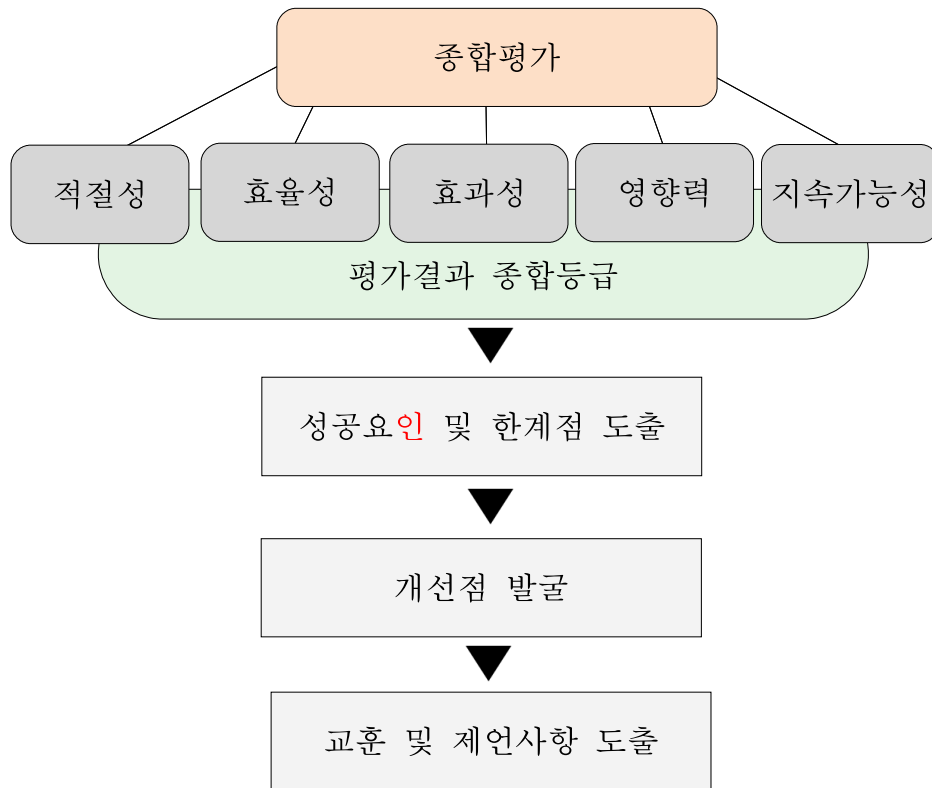 종합평가
적절성 효율성 효과성 영향력 지속가능성
평가결과 종합등급
성공요인 및 한계점 도출
개선점 발굴
교훈 및 제언사항 도출